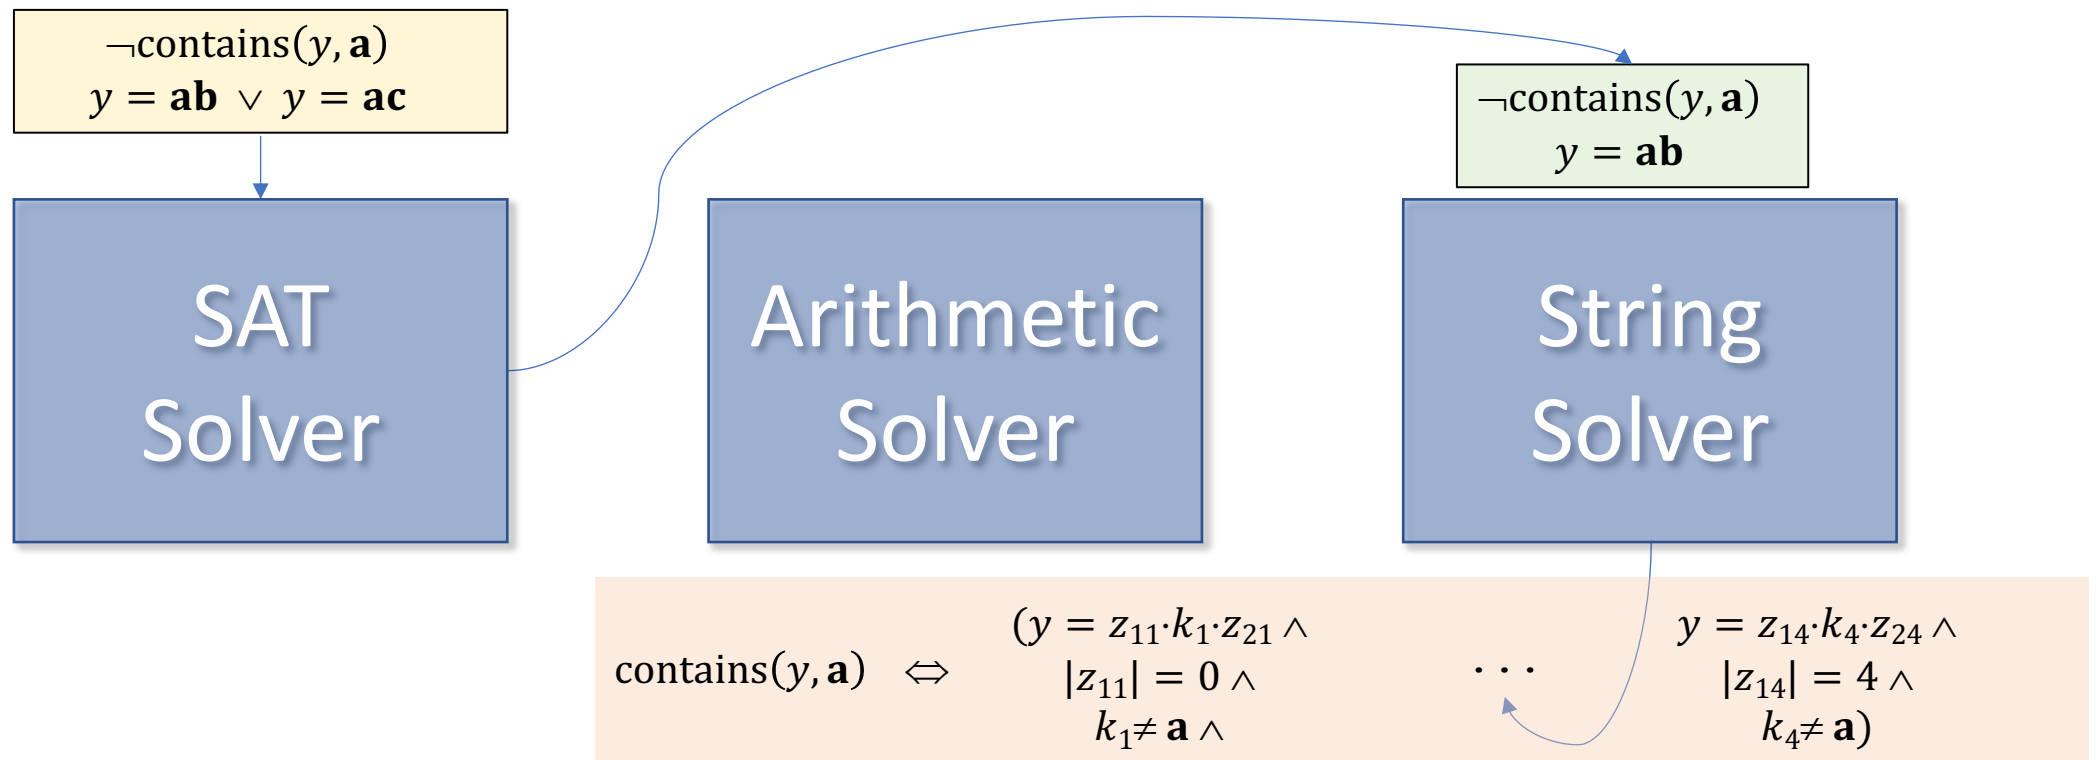 ¬contains(y, a)
y = ab ∨ y = ac
¬contains(y, a)
y = ab
SAT
Solver
Arithmetic
Solver
String
Solver
contains(y, a) ⇔
(y = z₁₁·k₁·z₂₁ ∧
|z₁₁| = 0 ∧
k₁≠ a ∧
· · ·
y = z₁₄·k₄·z₂₄ ∧
|z₁₄| = 4 ∧
k₄≠ a)